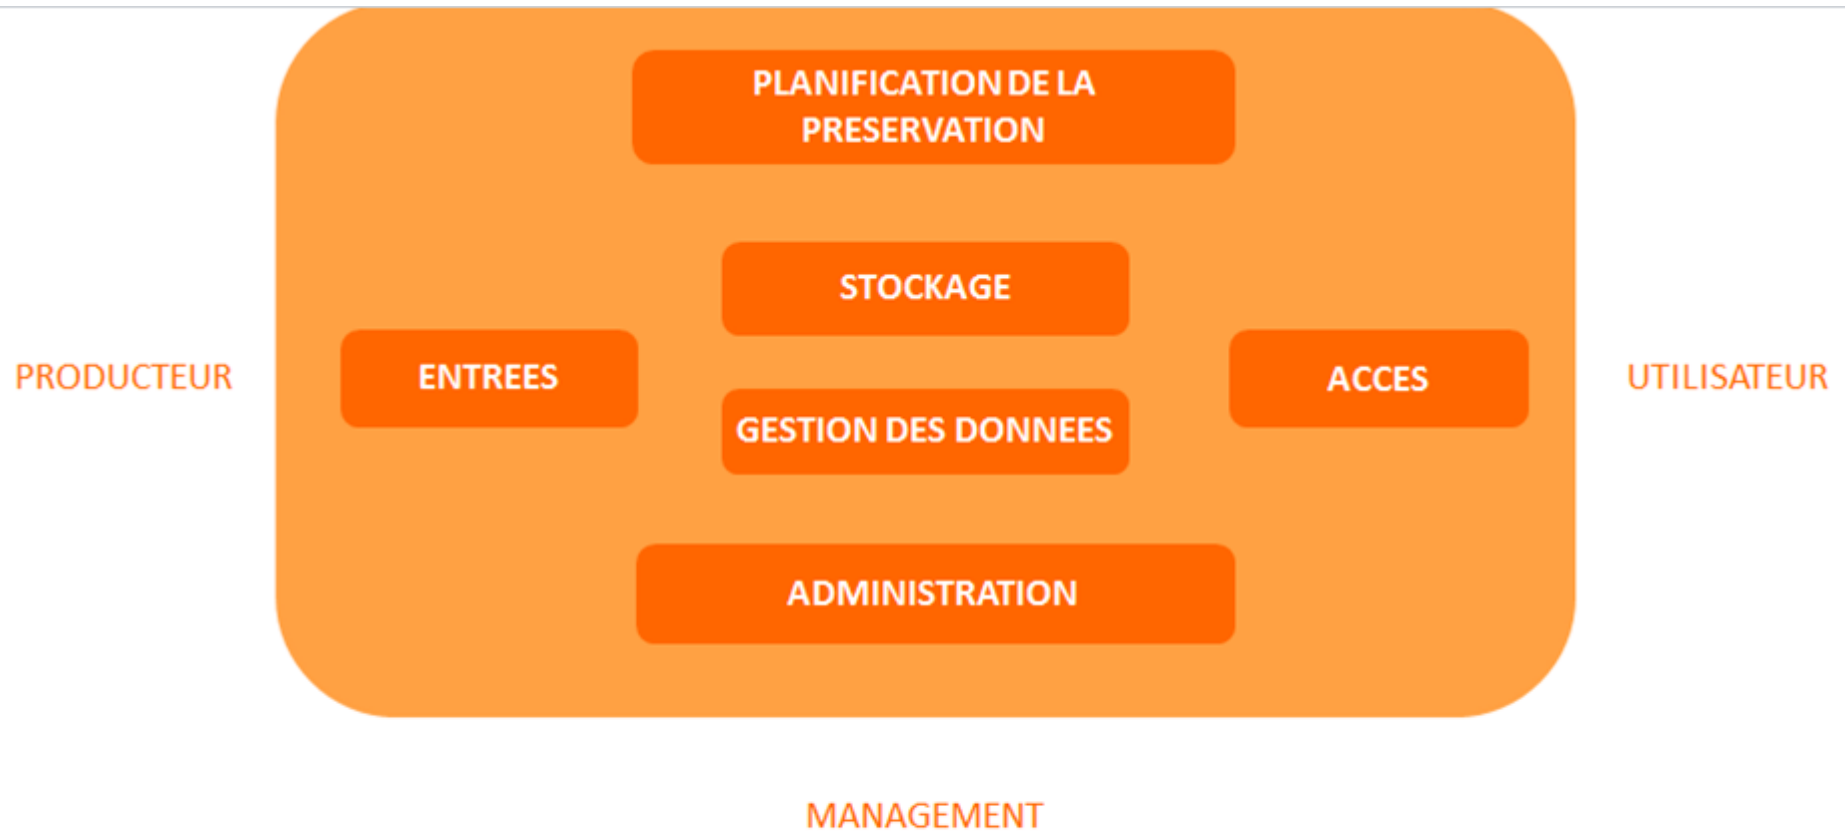 PLANIFICATION DE LA
PRESERVATION
STOCKAGE
PRODUCTEUR
ENTREES
ACCES
UTILISATEUR
GESTION DES DONNEES
ADMINISTRATION
MANAGEMENT